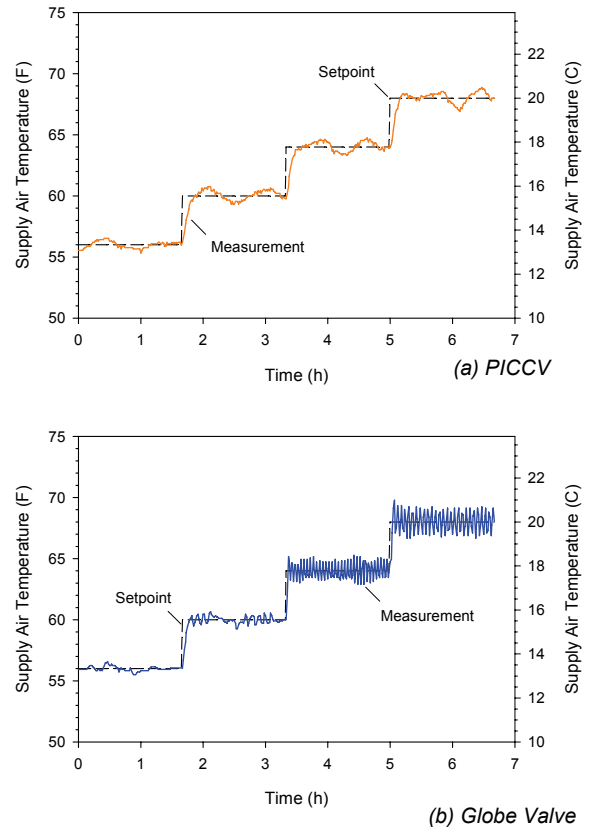 75
70
65
60
55
50
Supply Air Temperature (F)
22
20
18
16
14
12
10
Supply Air Temperature (C)
Setpoint
Measurement
0 1 2 3 4 5 6 7
Time (h)
(a) PICCV
75
70
65
60
55
50
Supply Air Temperature (F)
22
20
18
16
14
12
10
Supply Air Temperature (C)
Setpoint
Measurement
0 1 2 3 4 5 6 7
Time (h)
(b) Globe Valve